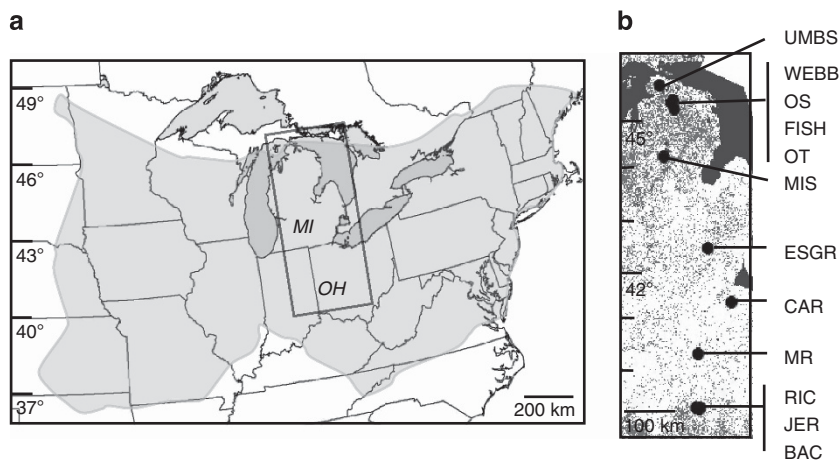 a
49°
46°
43°
40°
37°
MI
OH
200 km
b
45°
42°
100 km
UMBS
WEBB
OS
FISH
OT
MIS
ESGR
CAR
MR
RIC
JER
BAC